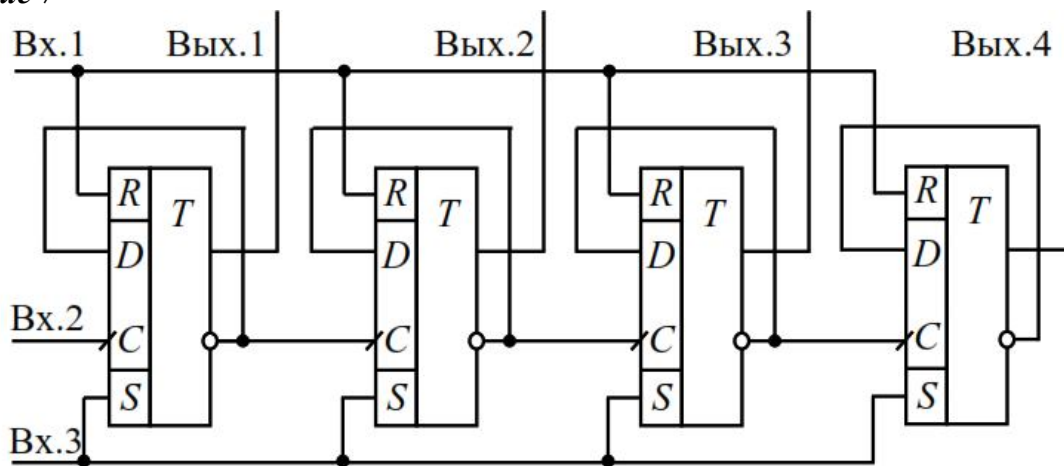 Вх.1 Вых.1 Вых.2 Вых.3 Вых.4
R R R R
T T T T
D D D D
Вх.2 C C C C
S S S S
Вх.3